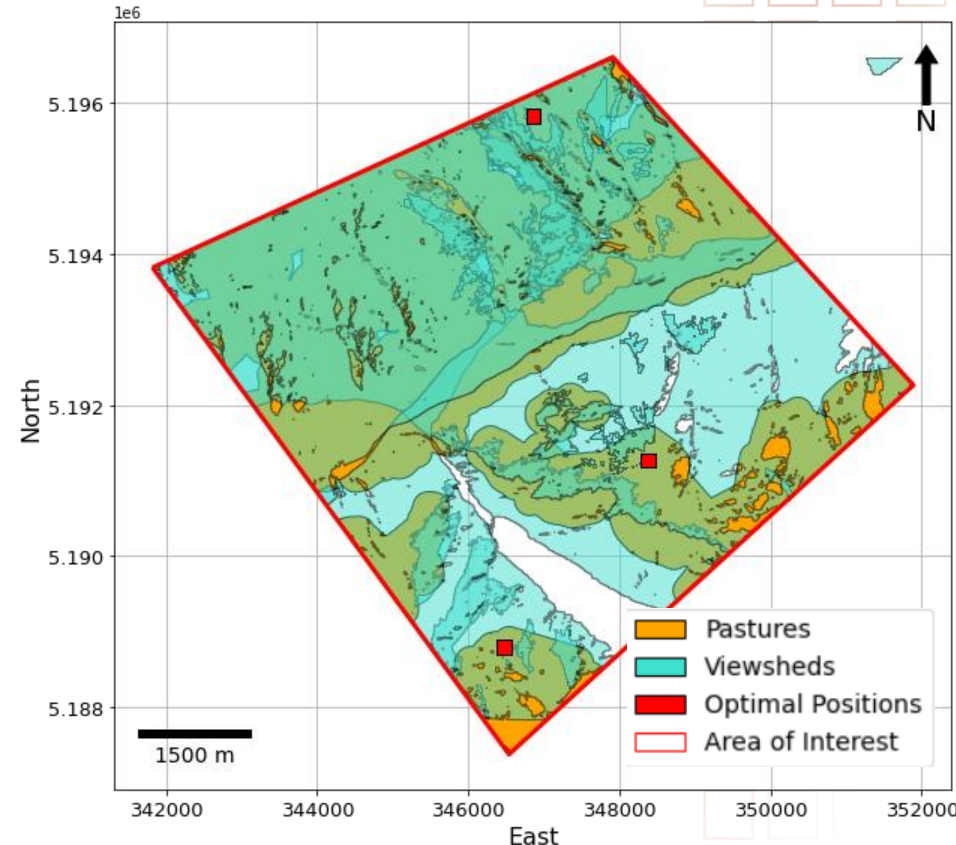 1e6
N
5.196
5.194
5.192
5.190
5.188
North
1500 m
Pastures
Viewsheds
Optimal Positions
Area of Interest
342000 344000 346000 348000 350000 352000
East